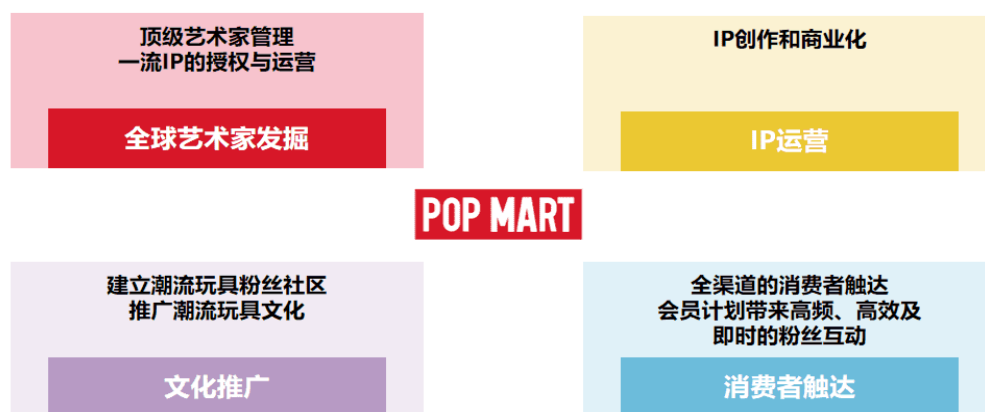 顶级艺术家管理
一流IP的授权与运营
全球艺术家发掘
IP创作和商业化
IP运营
POP MART
建立潮流玩具粉丝社区
推广潮流玩具文化
文化推广
全渠道的消费者触达
会员计划带来高频、高效及
即时的粉丝互动
消费者触达